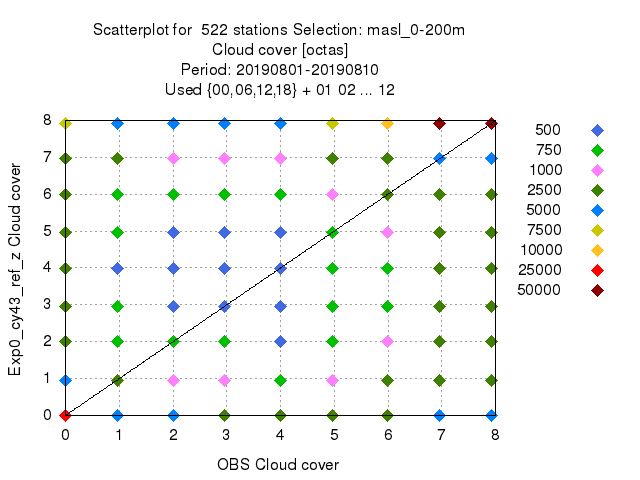 Scatterplot for  522 stations Selection: masl_0-200m
Cloud cover [octas]
Period: 20190801-20190810
Used {00,06,12,18} + 01 02 ... 12
Exp0_cy43_ref_z Cloud cover
8
7
6
5
4
3
2
1
0
0 1 2 3 4 5 6 7 8
OBS Cloud cover
500
750
1000
2500
5000
7500
10000
25000
50000